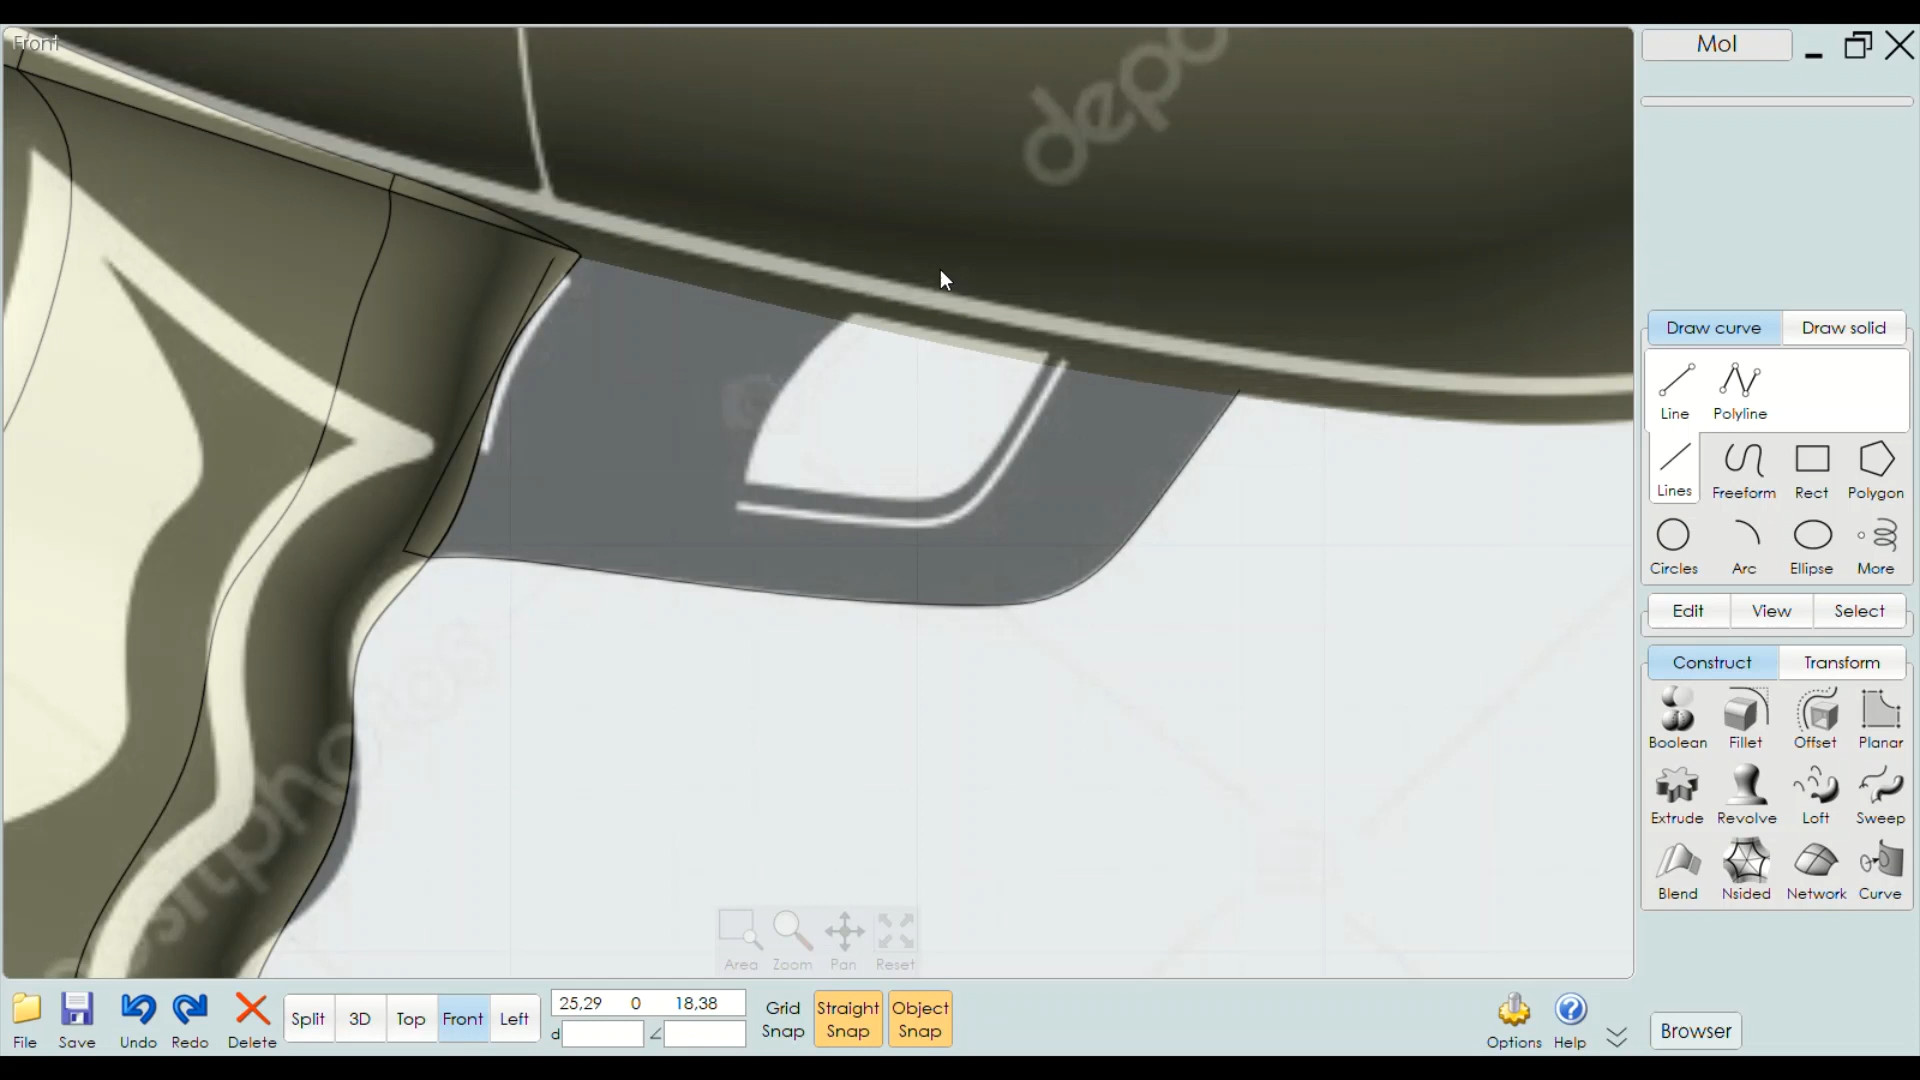 Front
MoI
depo
ositphotos
Draw curve Draw solid
Line Polyline
Lines Freeform Rect Polygon
Circles Arc Ellipse More
Edit View Select
Construct Transform
Boolean Fillet Offset Planar
Extrude Revolve Loft Sweep
Blend Nsided Network Curve
Area Zoom Pan Reset
File Save Undo Redo Delete
Split 3D Top Front Left
25,29 0 18,38
d
Grid Snap
Straight Snap
Object Snap
Options Help
Browser